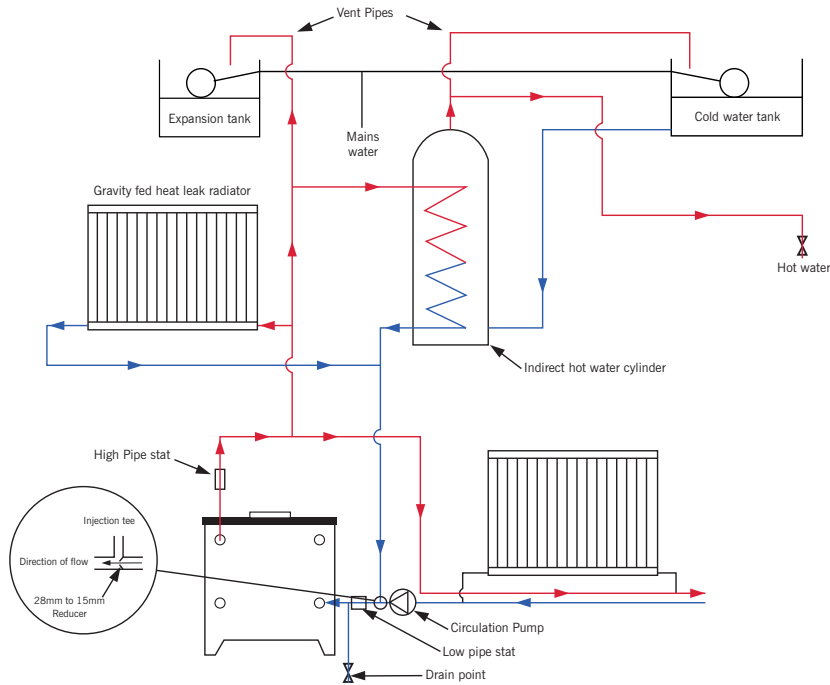 Vent Pipes
Expansion tank
Mains
water
Cold water tank
Gravity fed heat leak radiator
Hot water
Indirect hot water cylinder
High Pipe stat
Injection tee
Direction of flow
28mm to 15mm
Reducer
Circulation Pump
Low pipe stat
Drain point